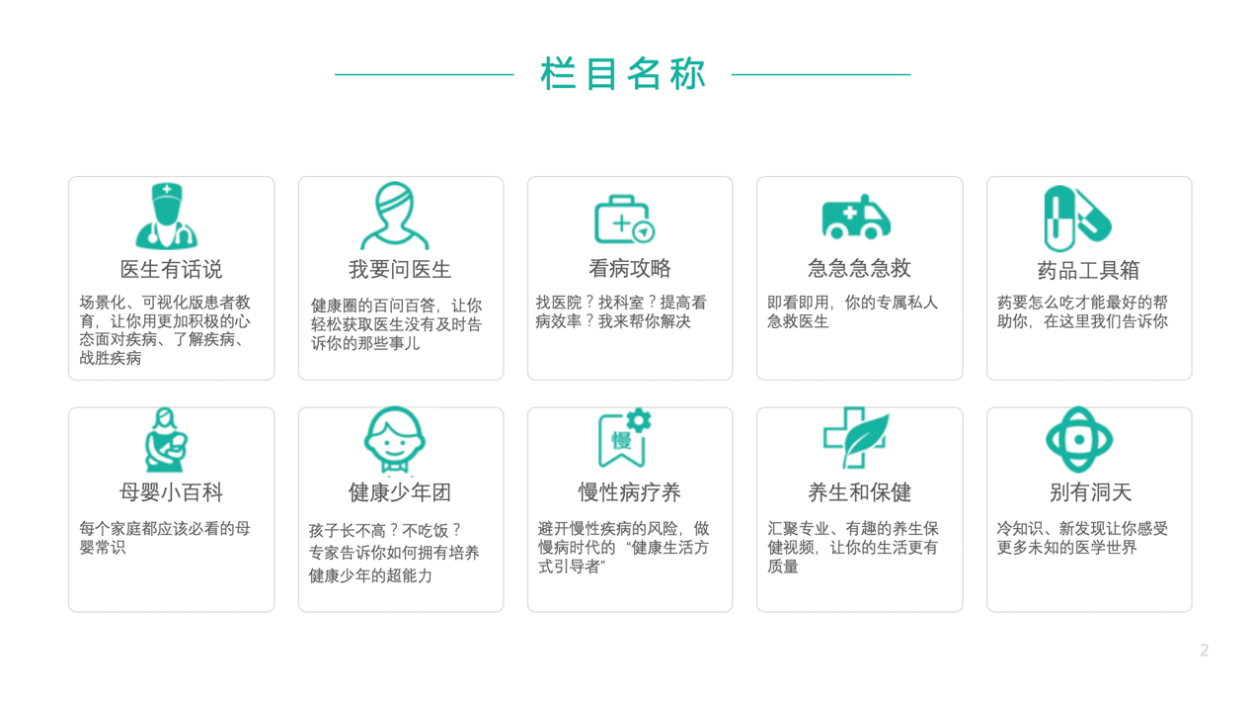 栏目名称
医生有话说
场景化、可视化版患者教
育，让你用更加积极的心
态面对疾病、了解疾病、
战胜疾病
我要问医生
健康圈的百问百答，让你
轻松获取医生没有及时告
诉你的那些事儿
看病攻略
找医院？找科室？提高看
病效率？我来帮你解决
急急急急救
即看即用，你的专属私人
急救医生
药品工具箱
药要怎么吃才能最好的帮
助你，在这里我们告诉你
母婴小百科
每个家庭都应该必看的母
婴常识
健康少年团
孩子长不高？不吃饭？
专家告诉你如何拥有培养
健康少年的超能力
慢
慢性病疗养
避开慢性疾病的风险，做
慢病时代的“健康生活方
式引导者”
养生和保健
汇聚专业、有趣的养生保
健视频，让你的生活更有
质量
别有洞天
冷知识、新发现让你感受
更多未知的医学世界
2